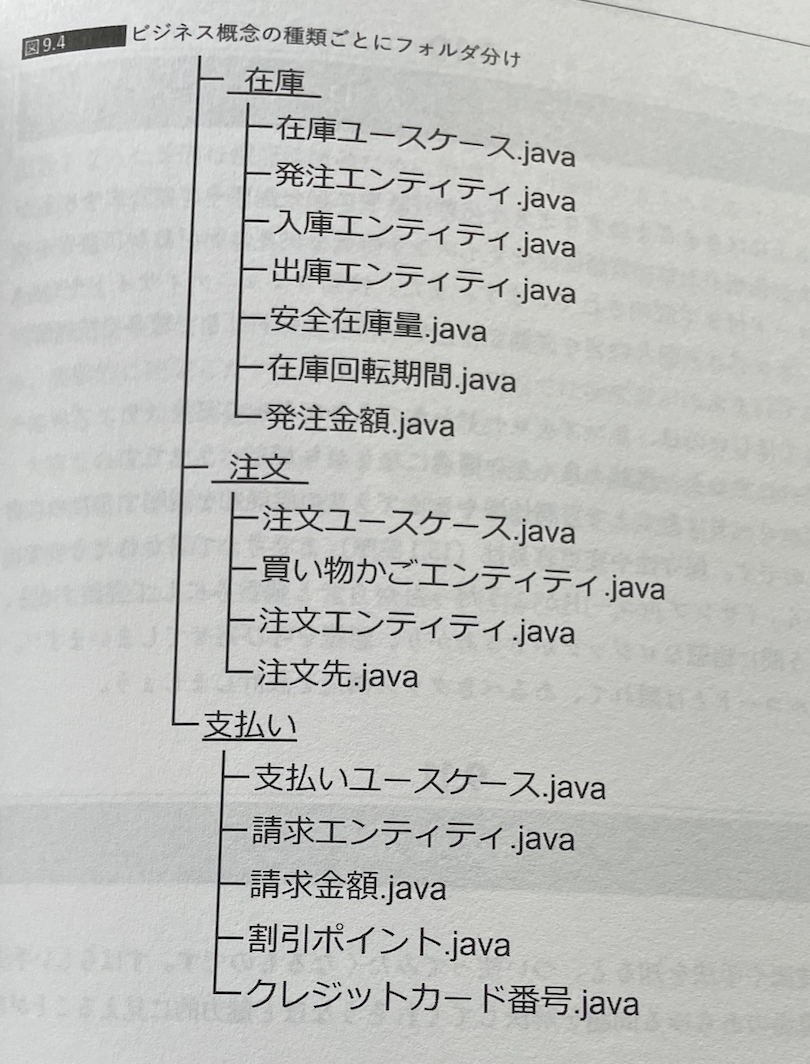 図9.4 ビジネス概念の種類ごとにフォルダ分け
在庫
在庫ユースケース.java
発注エンティティ.java
入庫エンティティ.java
出庫エンティティ.java
安全在庫量.java
在庫回転期間.java
発注金額.java
注文
注文ユースケース.java
買い物かごエンティティ.java
注文エンティティ.java
注文先.java
支払い
支払いユースケース.java
請求エンティティ.java
請求金額.java
割引ポイント.java
クレジットカード番号.java